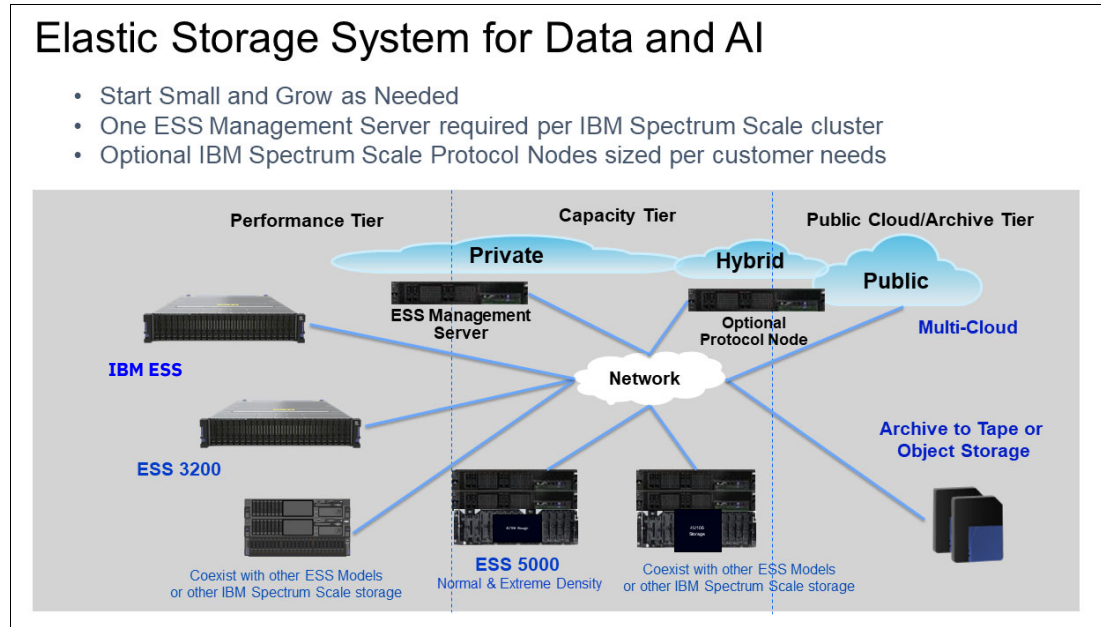 Elastic Storage System for Data and AI
• Start Small and Grow as Needed
• One ESS Management Server required per IBM Spectrum Scale cluster
• Optional IBM Spectrum Scale Protocol Nodes sized per customer needs
Performance Tier
Capacity Tier
Public Cloud/Archive Tier
Private
Hybrid
Public
ESS Management
Server
Optional
Protocol Node
Multi-Cloud
IBM ESS
Network
ESS 3200
Archive to Tape or
Object Storage
Storage
ESS 5000
Normal & Extreme Density
Coexist with other ESS Models
or other IBM Spectrum Scale storage
Coexist with other ESS Models
or other IBM Spectrum Scale storage